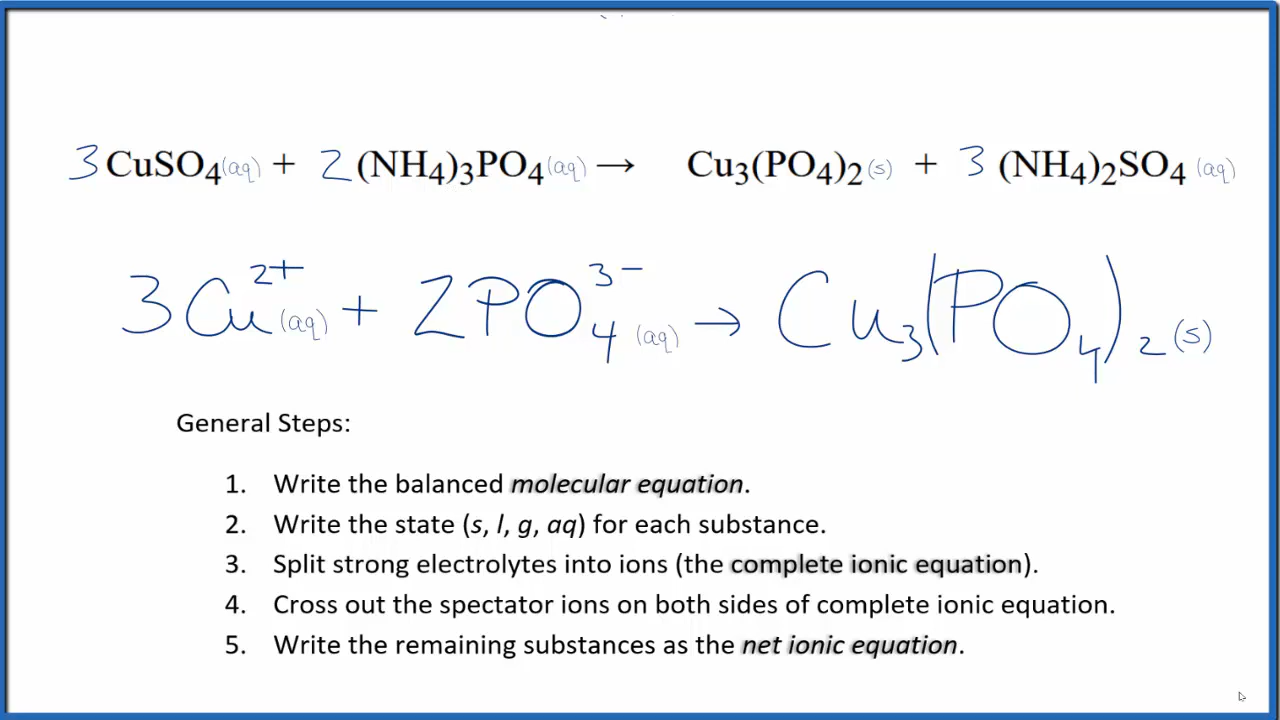 3 CuSO₄(aq) + 2 (NH₄)₃PO₄(aq) → Cu₃(PO₄)₂(s) + 3 (NH₄)₂SO₄(aq)
3Cu²⁺(aq) + 2PO₄³⁻(aq) → Cu₃(PO₄)₂(s)
General Steps:
1. Write the balanced molecular equation.
2. Write the state (s, l, g, aq) for each substance.
3. Split strong electrolytes into ions (the complete ionic equation).
4. Cross out the spectator ions on both sides of complete ionic equation.
5. Write the remaining substances as the net ionic equation.